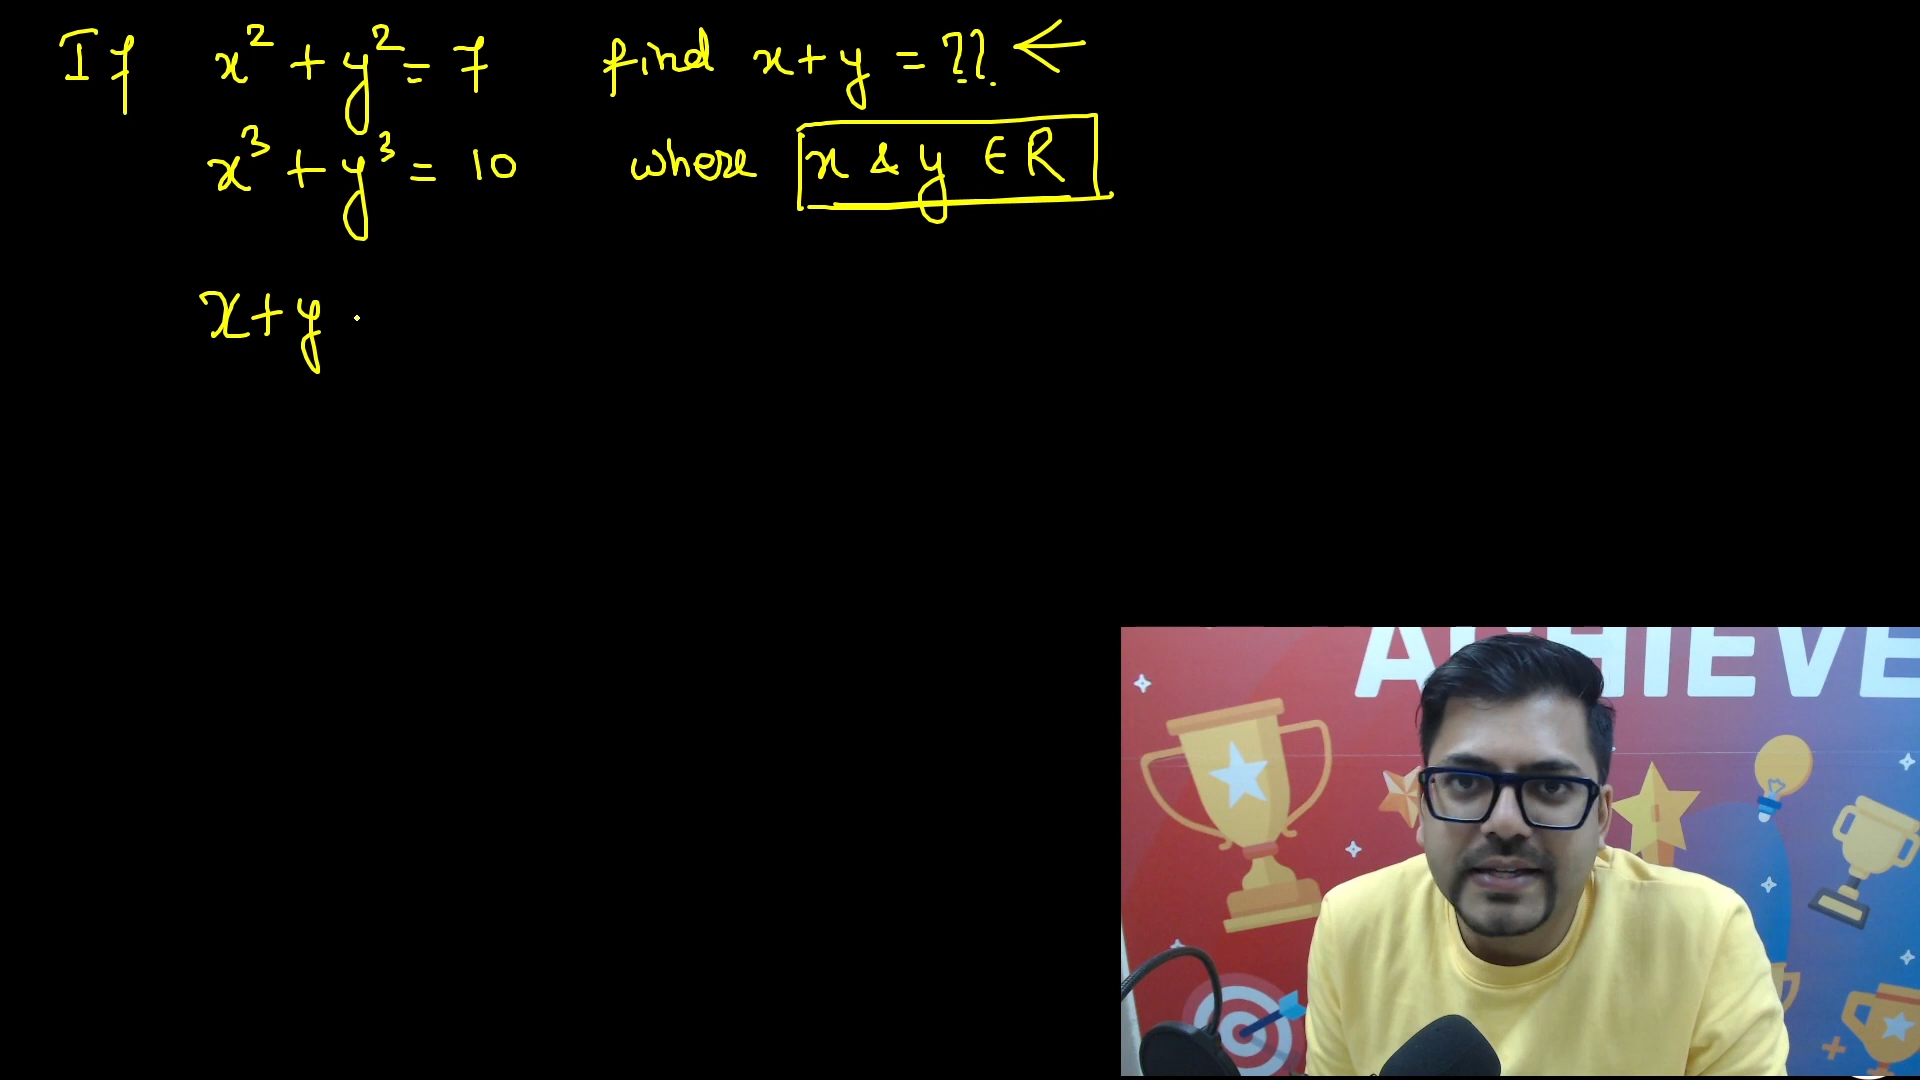 If x² + y² = 7 find x+y = ?? ←
x³ + y³ = 10 where x & y ∈ R
x+y
ACHIEVE